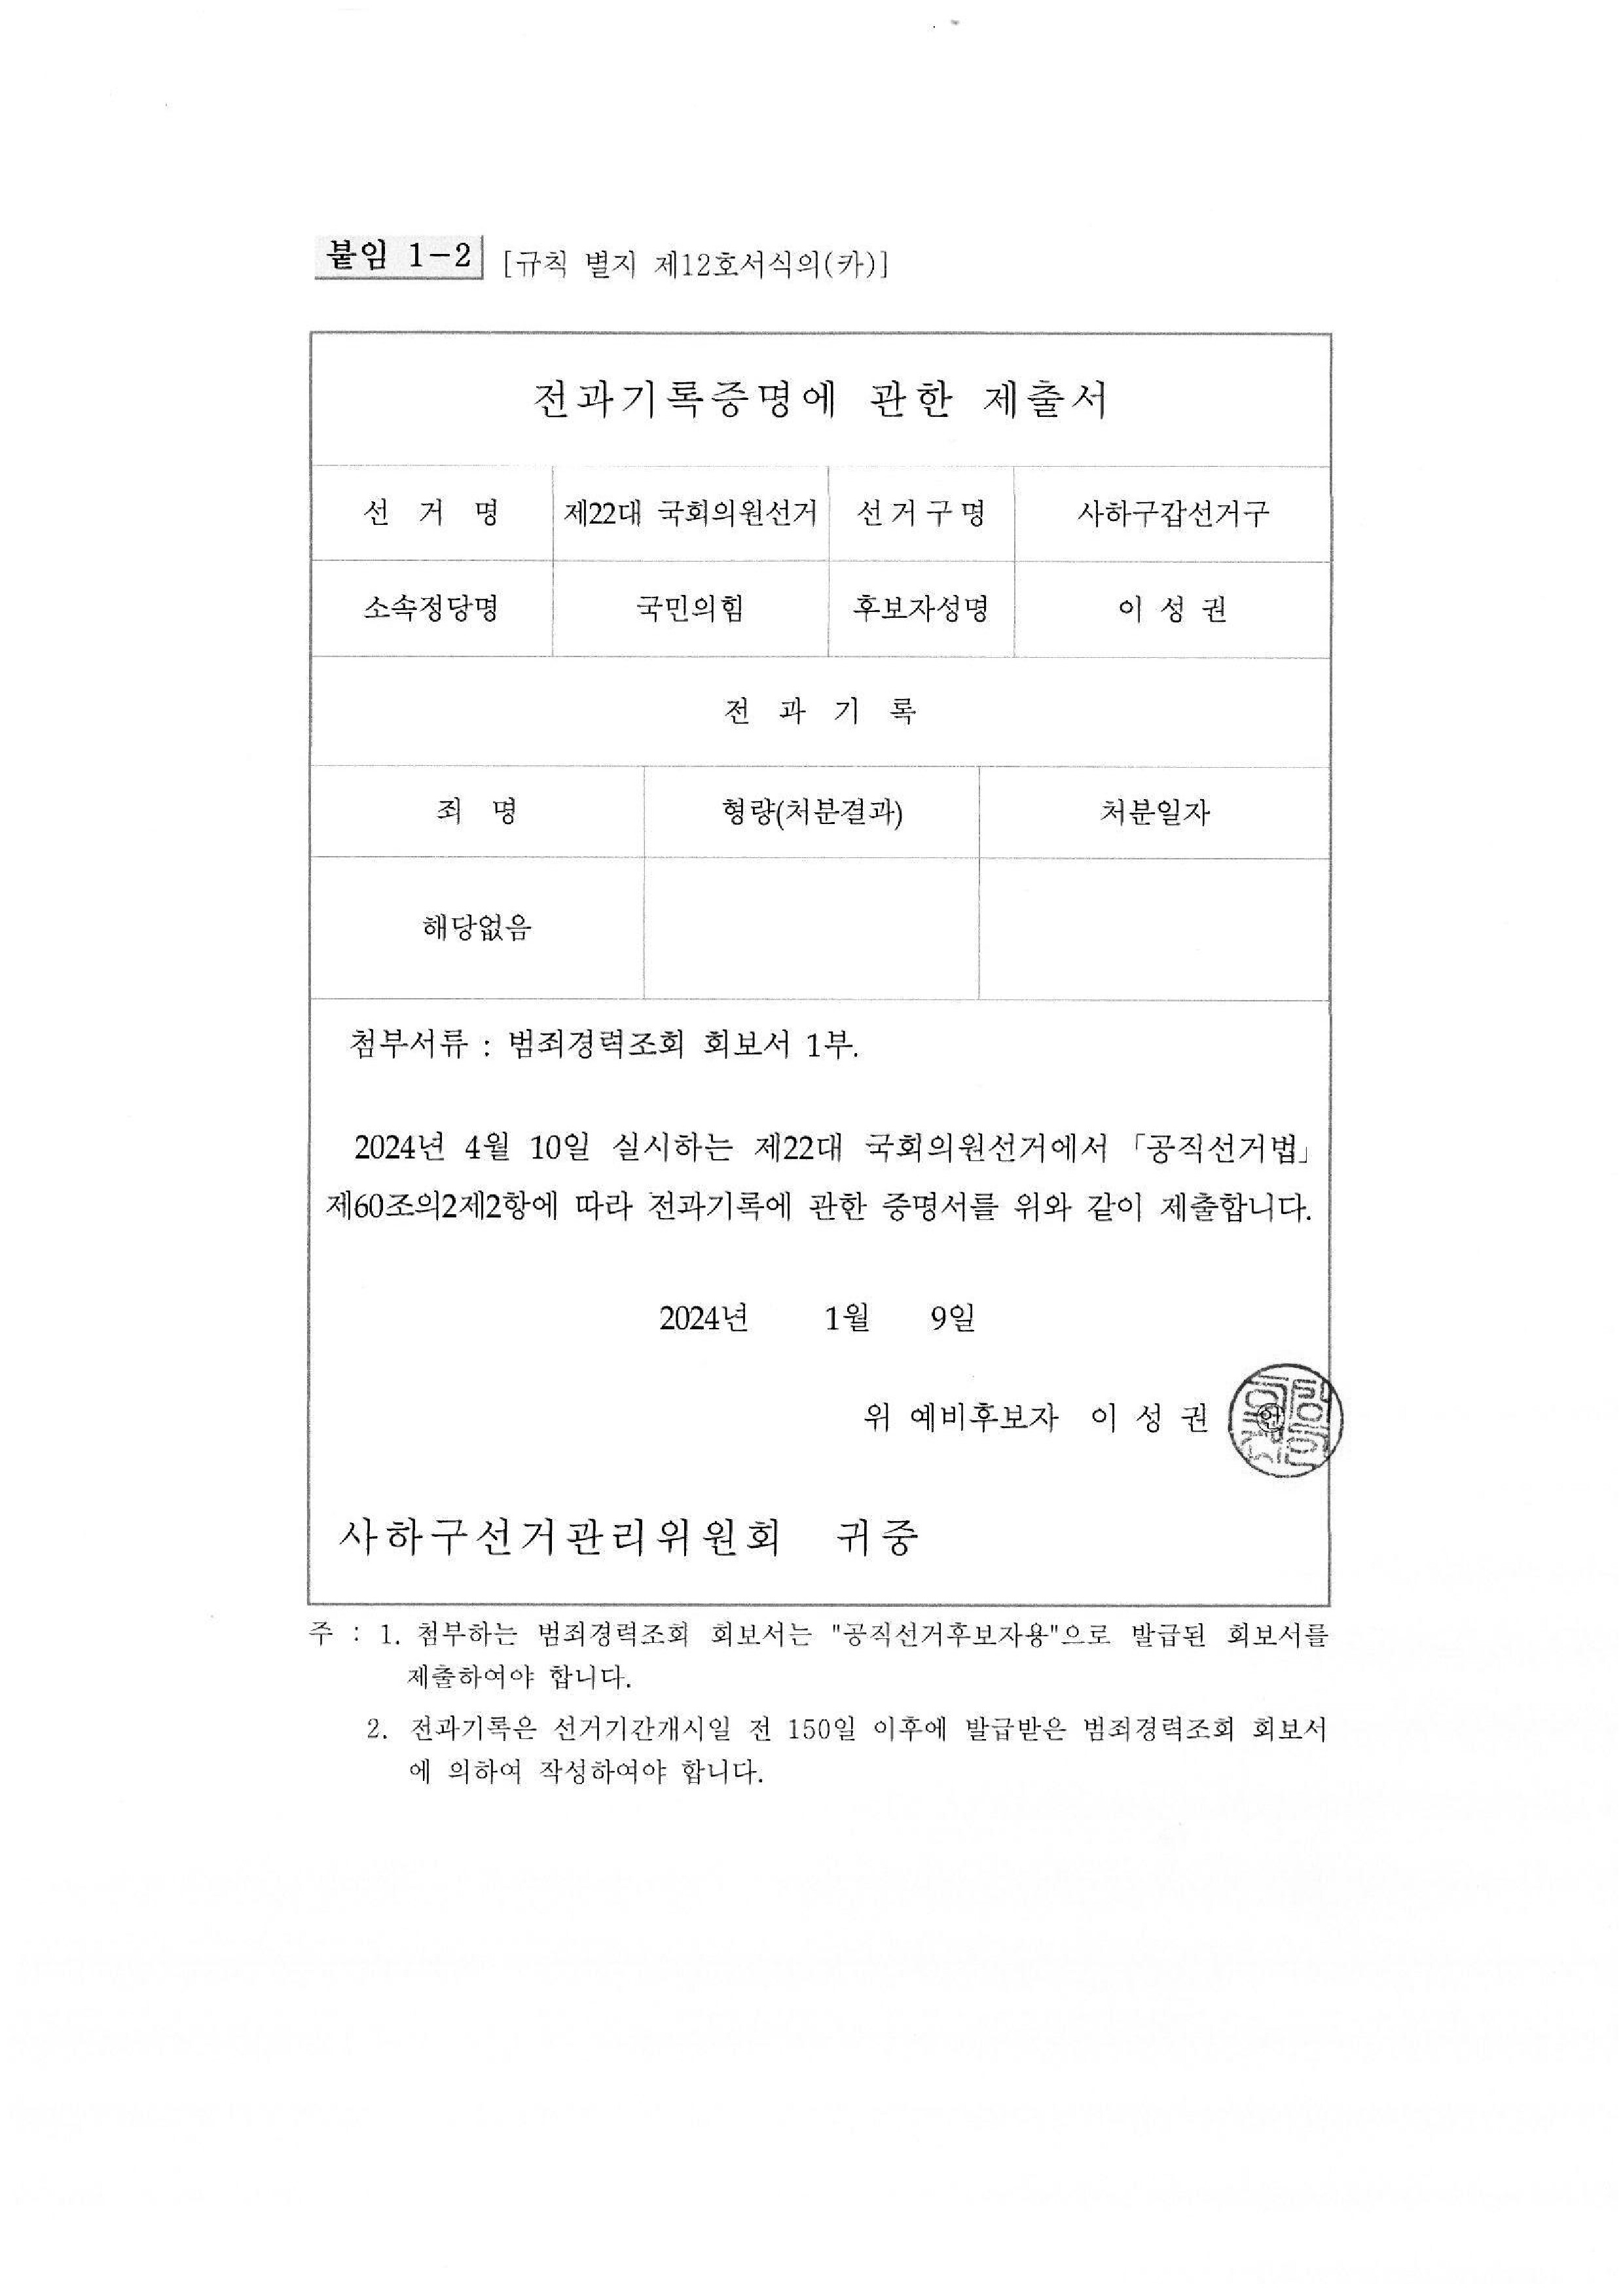 붙임 1-2 [규칙 별지 제12호서식의(카)]
전과기록증명에 관한 제출서
선 거 명 제22대 국회의원선거 선거구명 사하구갑선거구
소속정당명 국민의힘 후보자성명 이 성 권
전 과 기 록
죄 명 형량(처분결과) 처분일자
해당없음
첨부서류 : 범죄경력조회 회보서 1부.
2024년 4월 10일 실시하는 제22대 국회의원선거에서 「공직선거법」
제60조의2제2항에 따라 전과기록에 관한 증명서를 위와 같이 제출합니다.
2024년 1월 9일
위 예비후보자 이 성 권 ㊞
사하구선거관리위원회 귀중
주 : 1. 첨부하는 범죄경력조회 회보서는 "공직선거후보자용"으로 발급된 회보서를
제출하여야 합니다.
2. 전과기록은 선거기간개시일 전 150일 이후에 발급받은 범죄경력조회 회보서
에 의하여 작성하여야 합니다.